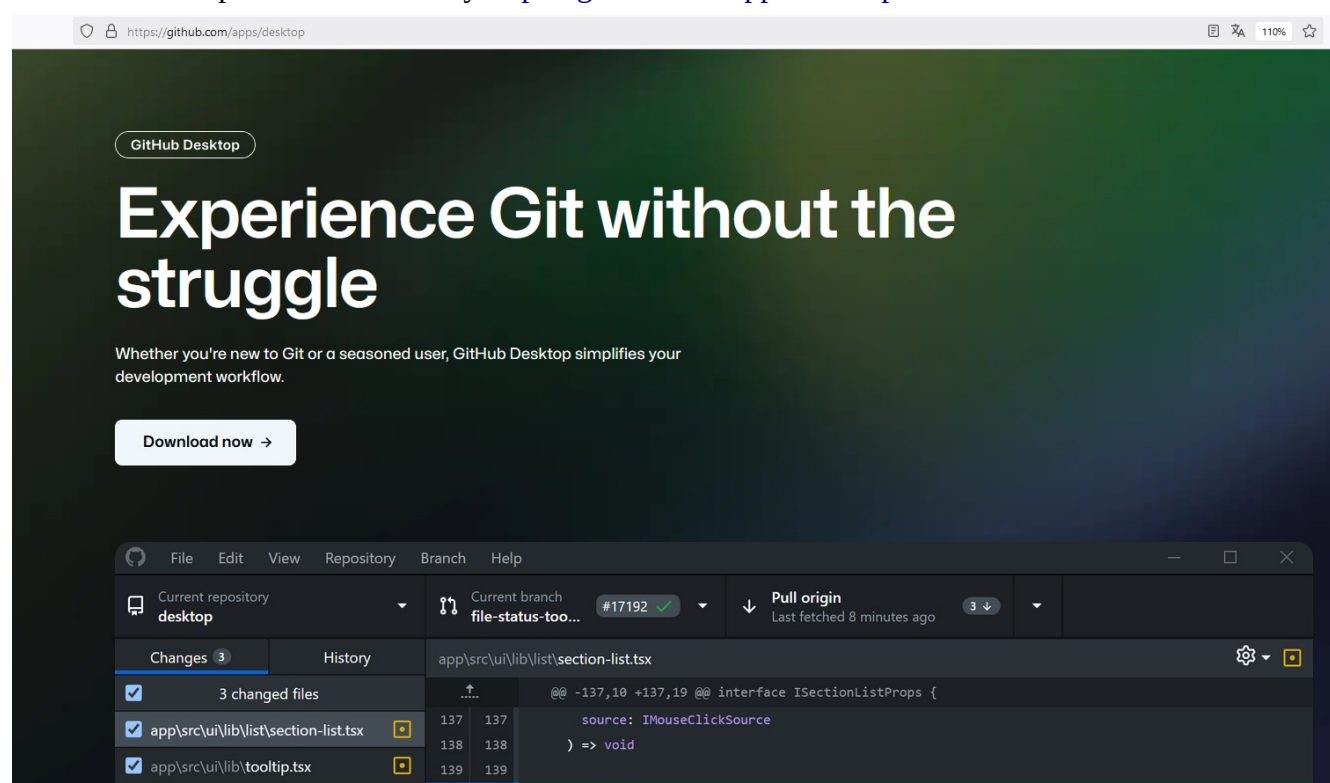 https://github.com/apps/desktop
110%
GitHub Desktop
Experience Git without the
struggle
Whether you're new to Git or a seasoned user, GitHub Desktop simplifies your
development workflow.
Download now →
File Edit View Repository Branch Help
Current repository
desktop
Current branch
file-status-too...
#17192
Pull origin
Last fetched 8 minutes ago
3
Changes 3
History
app\src\ui\lib\list\section-list.tsx
3 changed files
@@ -137,10 +137,19 @@ interface ISectionListProps {
app\src\ui\lib\list\section-list.tsx
137 137 source: IMouseClickSource
138 138 ) => void
app\src\ui\lib\tooltip.tsx
139 139